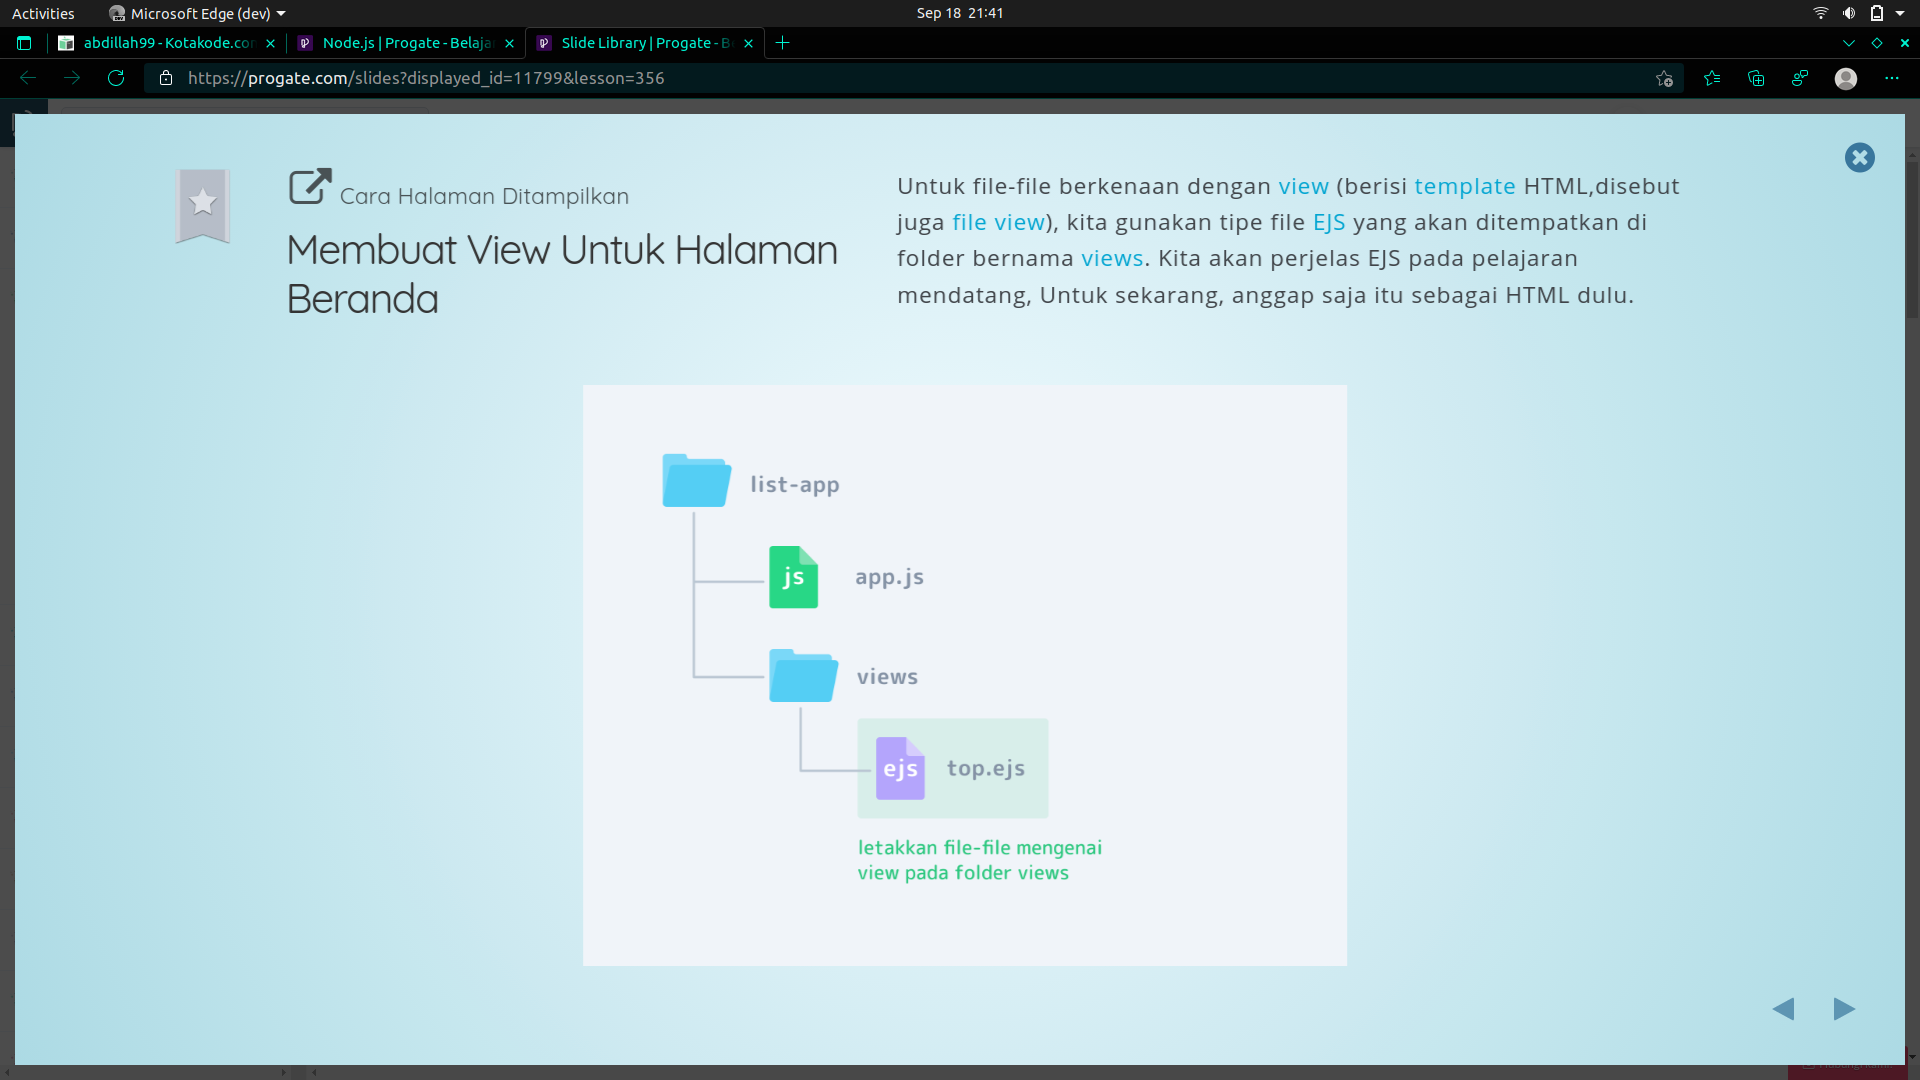 Activities
Microsoft Edge (dev)
Sep 18 21:41
abdillah99 - Kotakode.com
Node.js | Progate - Belaja
Slide Library | Progate - Be
https://progate.com/slides?displayed_id=11799&lesson=356
Cara Halaman Ditampilkan
Membuat View Untuk Halaman
Beranda
Untuk file-file berkenaan dengan view (berisi template HTML,disebut
juga file view), kita gunakan tipe file EJS yang akan ditempatkan di
folder bernama views. Kita akan perjelas EJS pada pelajaran
mendatang, Untuk sekarang, anggap saja itu sebagai HTML dulu.
list-app
js
app.js
views
ejs
top.ejs
letakkan file-file mengenai
view pada folder views